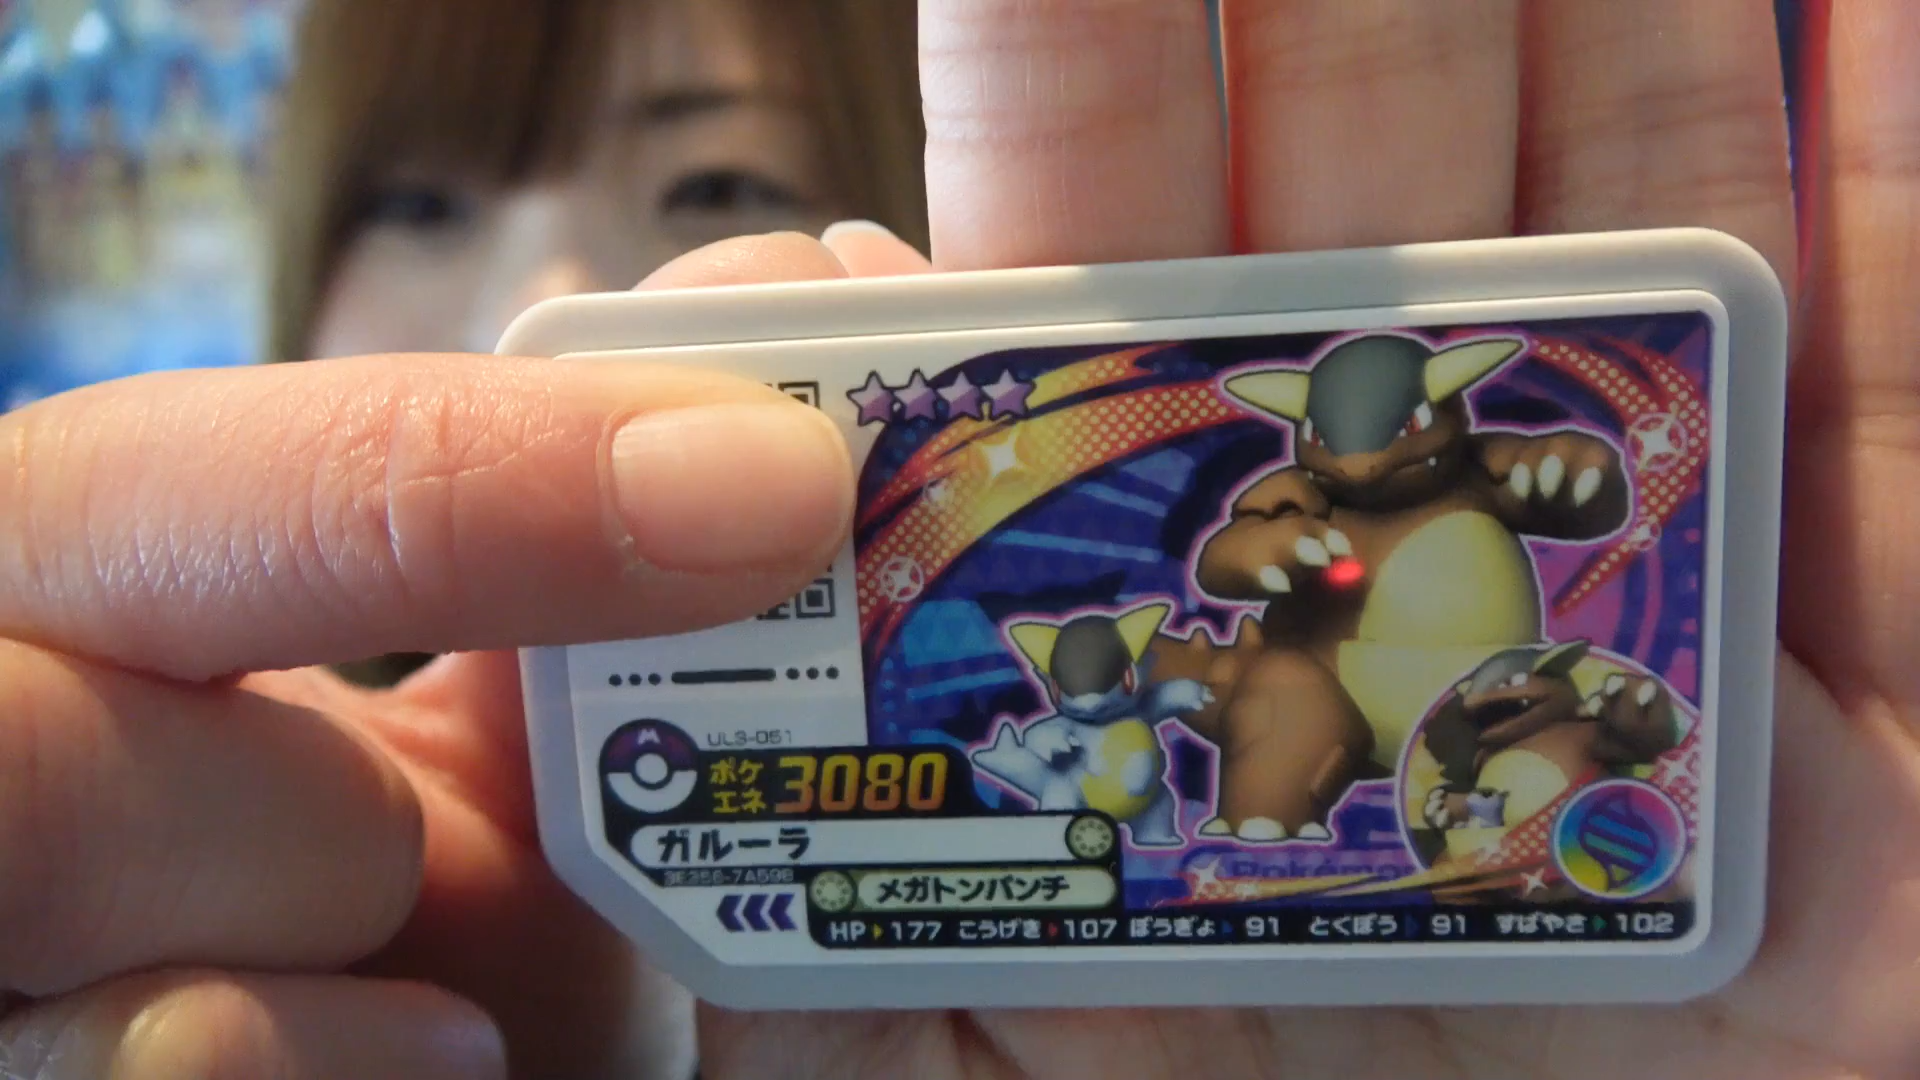 UL3-051
ポケエネ 3080
ガルーラ
メガトンパンチ
HP 177 こうげき 107 ぼうぎょ 91 とくぼう 91 すばやさ 102
Pokémon